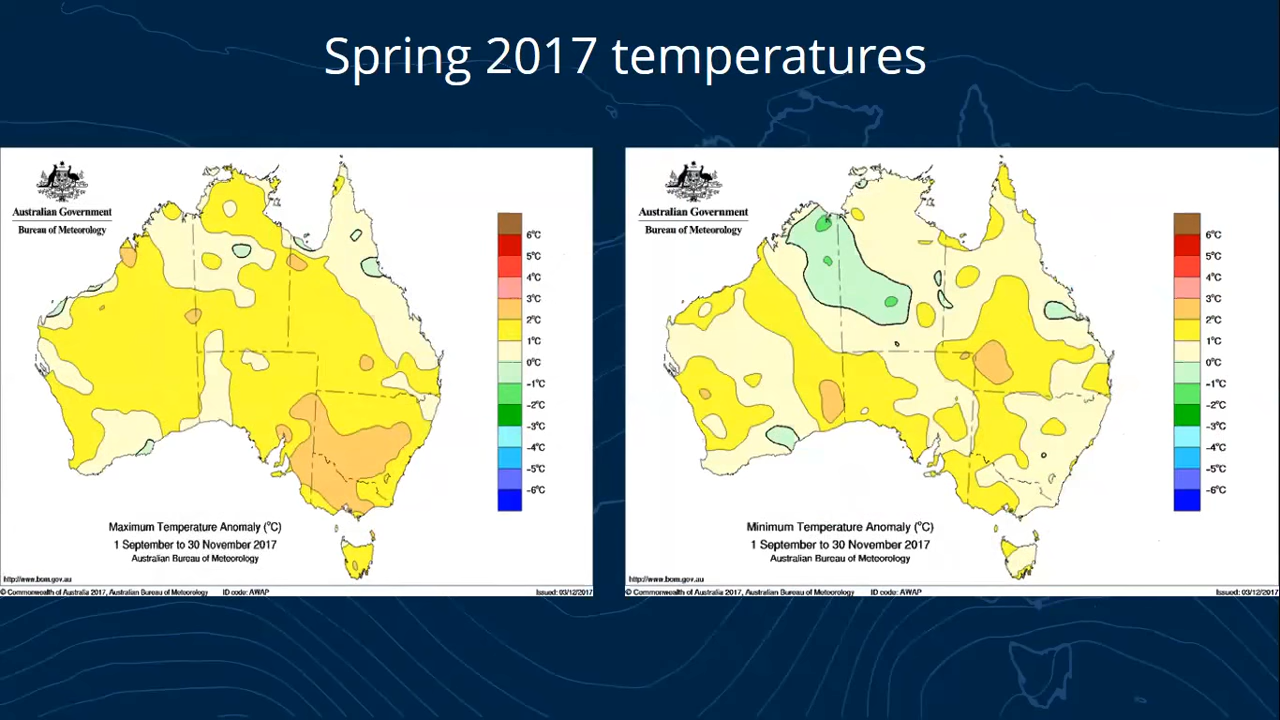 Spring 2017 temperatures
Australian Government
Bureau of Meteorology
6°C
5°C
4°C
3°C
2°C
1°C
0°C
-1°C
-2°C
-3°C
-4°C
-5°C
-6°C
Maximum Temperature Anomaly (°C)
1 September to 30 November 2017
Australian Bureau of Meteorology
http://www.bom.gov.au
© Commonwealth of Australia 2017, Australian Bureau of Meteorology ID code: AWAP Issued: 03/12/2017
Australian Government
Bureau of Meteorology
6°C
5°C
4°C
3°C
2°C
1°C
0°C
-1°C
-2°C
-3°C
-4°C
-5°C
-6°C
Minimum Temperature Anomaly (°C)
1 September to 30 November 2017
Australian Bureau of Meteorology
http://www.bom.gov.au
© Commonwealth of Australia 2017, Australian Bureau of Meteorology ID code: AWAP Issued: 03/12/2017